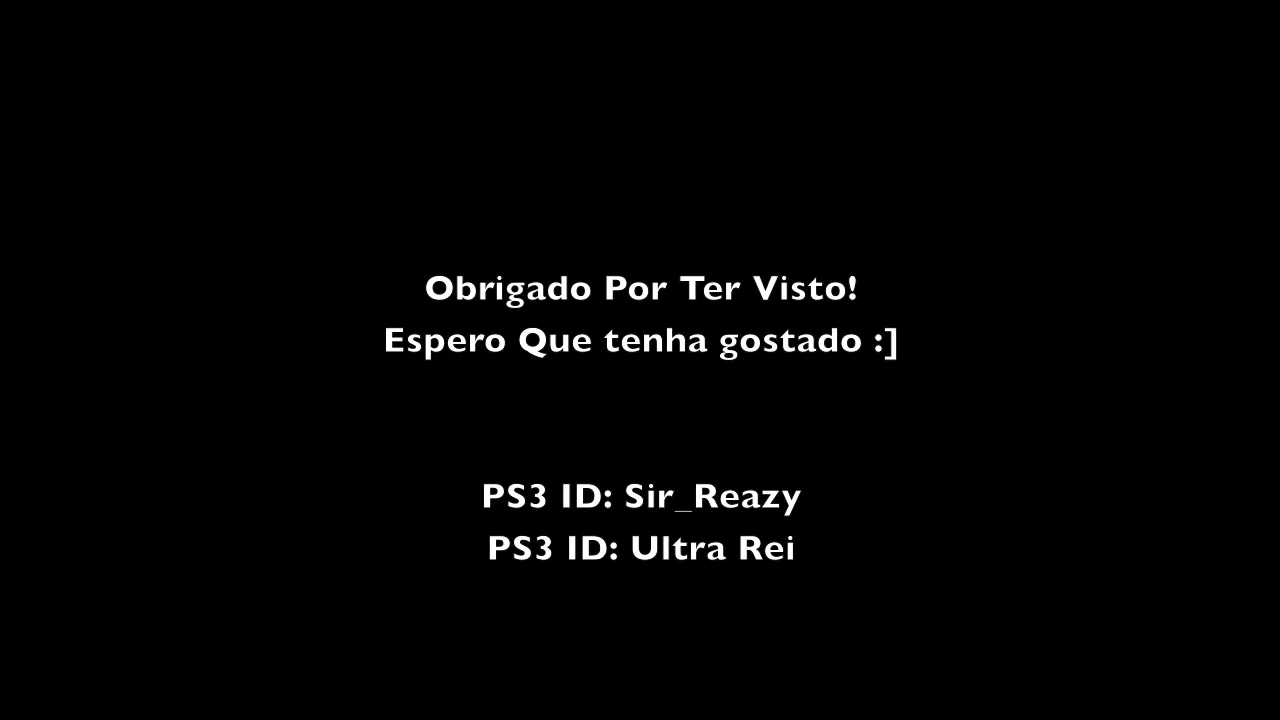 Obrigado Por Ter Visto!
Espero Que tenha gostado :]
PS3 ID: Sir_Reazy
PS3 ID: Ultra Rei